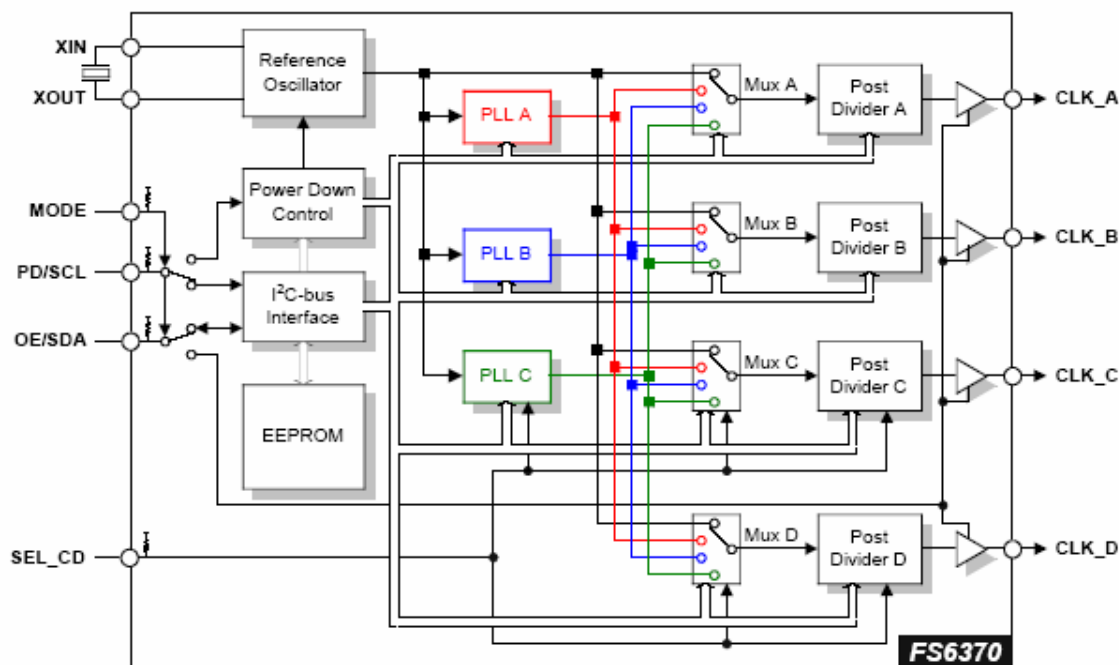 XIN
XOUT
Reference
Oscillator
PLL A
Mux A
Post
Divider A
CLK_A
MODE
Power Down
Control
PD/SCL
I²C-bus
Interface
PLL B
Mux B
Post
Divider B
CLK_B
OE/SDA
EEPROM
PLL C
Mux C
Post
Divider C
CLK_C
SEL_CD
Mux D
Post
Divider D
CLK_D
FS6370